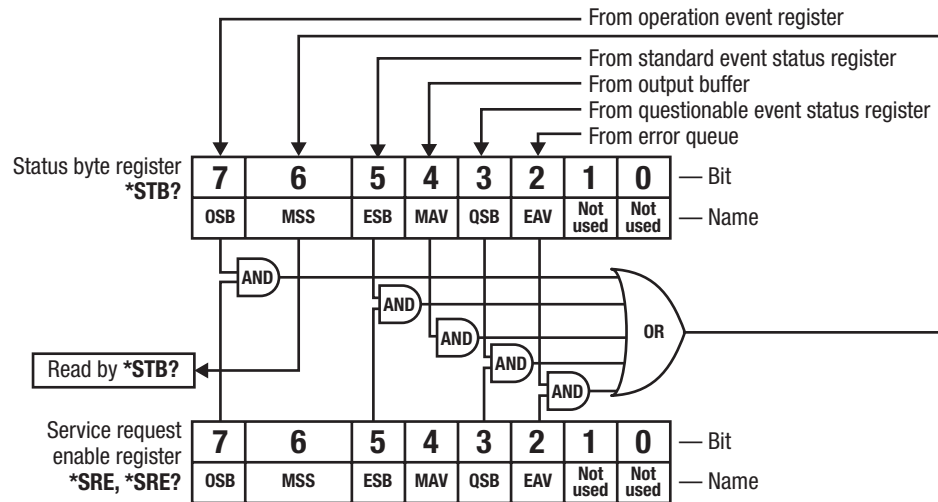 From operation event register
From standard event status register
From output buffer
From questionable event status register
From error queue
Status byte register
*STB?
7 6 5 4 3 2 1 0 — Bit
OSB MSS ESB MAV QSB EAV Not used Not used — Name
AND
AND
AND
AND
AND
OR
Read by *STB?
Service request
enable register
*SRE, *SRE?
7 6 5 4 3 2 1 0 — Bit
OSB MSS ESB MAV QSB EAV Not used Not used — Name